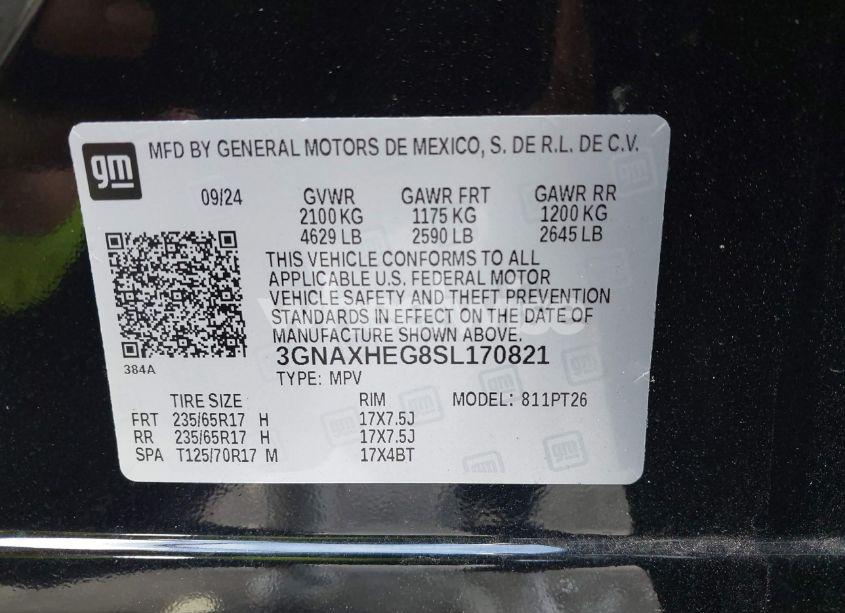 gm MFD BY GENERAL MOTORS DE MEXICO, S. DE R.L. DE C.V.
09/24 GVWR GAWR FRT GAWR RR
2100 KG 1175 KG 1200 KG
4629 LB 2590 LB 2645 LB
THIS VEHICLE CONFORMS TO ALL
APPLICABLE U.S. FEDERAL MOTOR
VEHICLE SAFETY AND THEFT PREVENTION
STANDARDS IN EFFECT ON THE DATE OF
MANUFACTURE SHOWN ABOVE.
3GNAXHEG8SL170821
384A
TYPE: MPV
TIRE SIZE RIM MODEL: 811PT26
FRT 235/65R17 H 17X7.5J
RR 235/65R17 H 17X7.5J
SPA T125/70R17 M 17X4BT